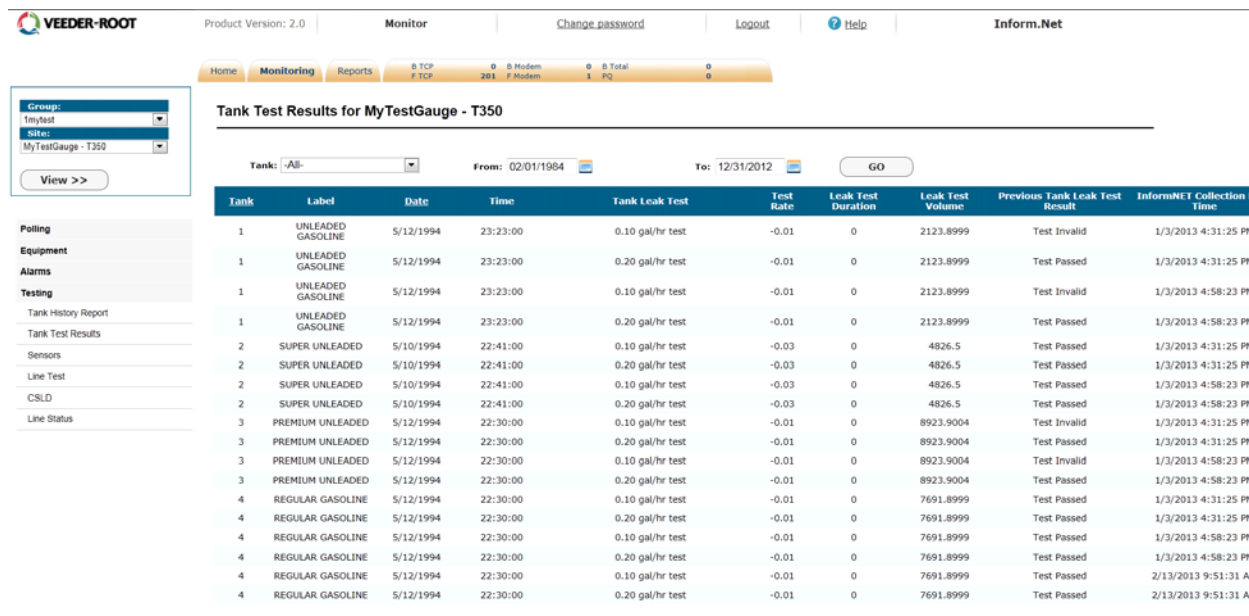 VEEDER-ROOT Product Version: 2.0 Monitor Change password Logout Help Inform.Net
Home Monitoring Reports B TCP 0 B Modem 0 B Total 0
F TCP 201 F Modem 1 PQ 0
Group:
1mytest
Site:
MyTestGauge - T350
View >>
Polling
Equipment
Alarms
Testing
Tank History Report
Tank Test Results
Sensors
Line Test
CSLD
Line Status
Tank Test Results for MyTestGauge - T350
Tank: -All- From: 02/01/1984 To: 12/31/2012 GO
Tank Label Date Time Tank Leak Test Test Rate Leak Test Duration Leak Test Volume Previous Tank Leak Test Result InformNET Collection Time
1 UNLEADED GASOLINE 5/12/1994 23:23:00 0.10 gal/hr test -0.01 0 2123.8999 Test Invalid 1/3/2013 4:31:25 PM
1 UNLEADED GASOLINE 5/12/1994 23:23:00 0.20 gal/hr test -0.01 0 2123.8999 Test Passed 1/3/2013 4:31:25 PM
1 UNLEADED GASOLINE 5/12/1994 23:23:00 0.10 gal/hr test -0.01 0 2123.8999 Test Invalid 1/3/2013 4:58:23 PM
1 UNLEADED GASOLINE 5/12/1994 23:23:00 0.20 gal/hr test -0.01 0 2123.8999 Test Passed 1/3/2013 4:58:23 PM
2 SUPER UNLEADED 5/10/1994 22:41:00 0.10 gal/hr test -0.03 0 4826.5 Test Passed 1/3/2013 4:31:25 PM
2 SUPER UNLEADED 5/10/1994 22:41:00 0.20 gal/hr test -0.03 0 4826.5 Test Passed 1/3/2013 4:31:25 PM
2 SUPER UNLEADED 5/10/1994 22:41:00 0.10 gal/hr test -0.03 0 4826.5 Test Passed 1/3/2013 4:58:23 PM
2 SUPER UNLEADED 5/10/1994 22:41:00 0.20 gal/hr test -0.03 0 4826.5 Test Passed 1/3/2013 4:58:23 PM
3 PREMIUM UNLEADED 5/12/1994 22:30:00 0.10 gal/hr test -0.01 0 8923.9004 Test Invalid 1/3/2013 4:31:25 PM
3 PREMIUM UNLEADED 5/12/1994 22:30:00 0.20 gal/hr test -0.01 0 8923.9004 Test Passed 1/3/2013 4:31:25 PM
3 PREMIUM UNLEADED 5/12/1994 22:30:00 0.10 gal/hr test -0.01 0 8923.9004 Test Invalid 1/3/2013 4:58:23 PM
3 PREMIUM UNLEADED 5/12/1994 22:30:00 0.20 gal/hr test -0.01 0 8923.9004 Test Passed 1/3/2013 4:58:23 PM
4 REGULAR GASOLINE 5/12/1994 22:30:00 0.10 gal/hr test -0.01 0 7691.8999 Test Passed 1/3/2013 4:31:25 PM
4 REGULAR GASOLINE 5/12/1994 22:30:00 0.20 gal/hr test -0.01 0 7691.8999 Test Passed 1/3/2013 4:31:25 PM
4 REGULAR GASOLINE 5/12/1994 22:30:00 0.10 gal/hr test -0.01 0 7691.8999 Test Passed 1/3/2013 4:58:23 PM
4 REGULAR GASOLINE 5/12/1994 22:30:00 0.20 gal/hr test -0.01 0 7691.8999 Test Passed 1/3/2013 4:58:23 PM
4 REGULAR GASOLINE 5/12/1994 22:30:00 0.10 gal/hr test -0.01 0 7691.8999 Test Passed 2/13/2013 9:51:31 A
4 REGULAR GASOLINE 5/12/1994 22:30:00 0.20 gal/hr test -0.01 0 7691.8999 Test Passed 2/13/2013 9:51:31 A